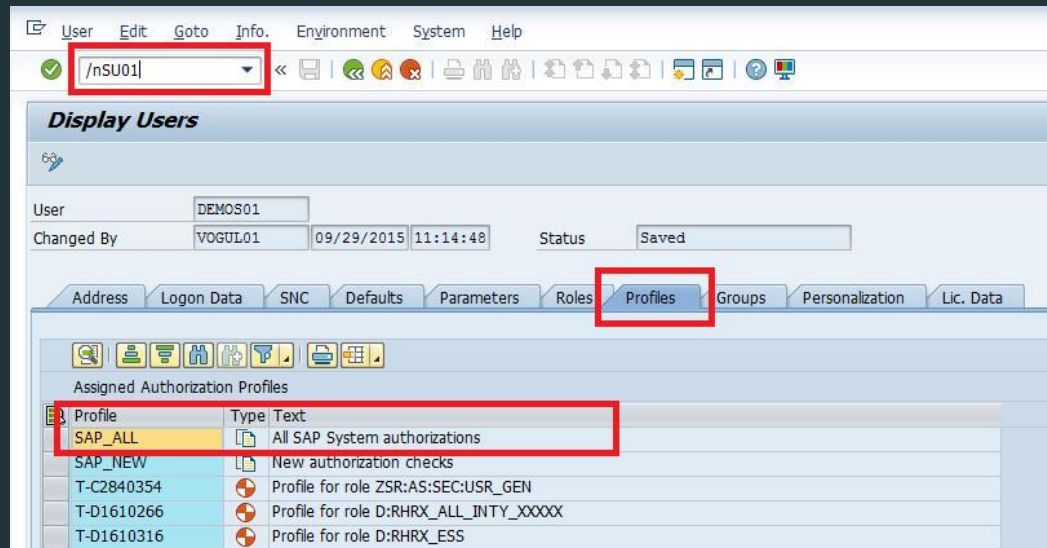 User Edit Goto Info. Environment System Help
/nSU01
Display Users
User DEMOS01
Changed By VOGUL01 09/29/2015 11:14:48 Status Saved
Address Logon Data SNC Defaults Parameters Roles Profiles Groups Personalization Lic. Data
Assigned Authorization Profiles
Profile Type Text
SAP_ALL All SAP System authorizations
SAP_NEW New authorization checks
T-C2840354 Profile for role ZSR:AS:SEC:USR_GEN
T-D1610266 Profile for role D:RHRX_ALL_INTY_XXXXX
T-D1610316 Profile for role D:RHRX_ESS